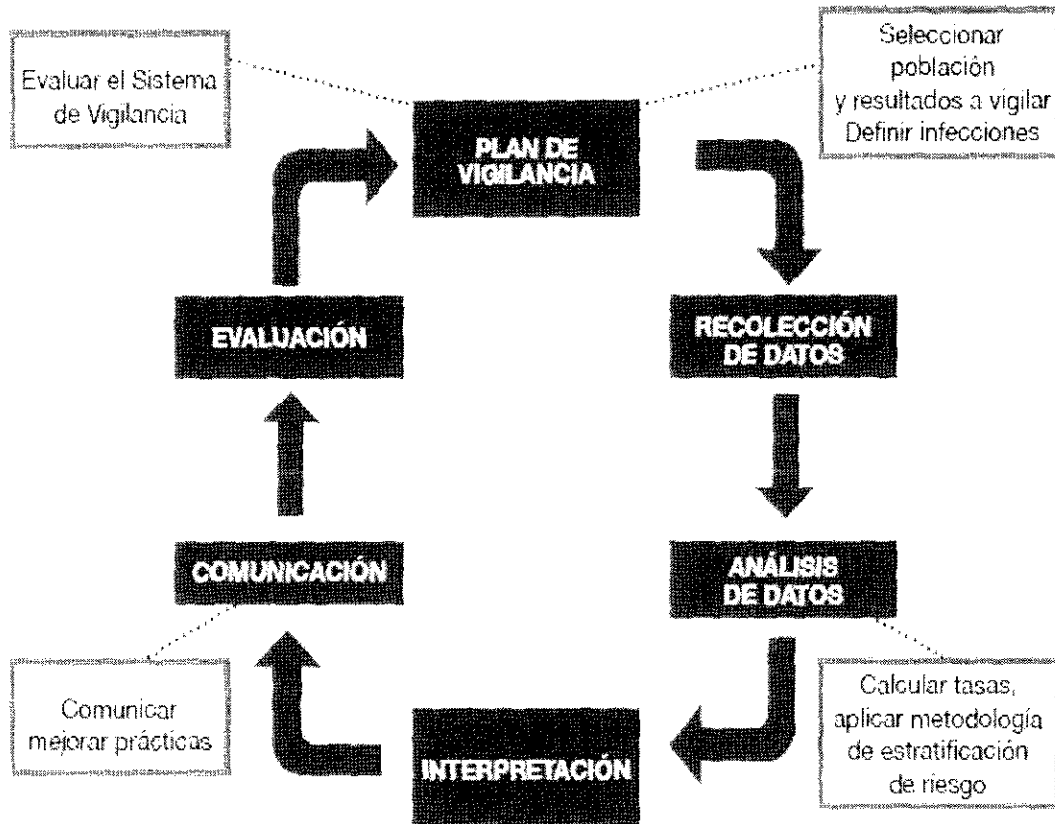 Evaluar el Sistema
de Vigilancia
PLAN DE
VIGILANCIA
Seleccionar
población
y resultados a vigilar
Definir infecciones
EVALUACIÓN
RECOLECCIÓN
DE DATOS
COMUNICACIÓN
ANÁLISIS
DE DATOS
Comunicar
mejorar prácticas
INTERPRETACIÓN
Calcular tasas,
aplicar metodología
de estratificación
de riesgo